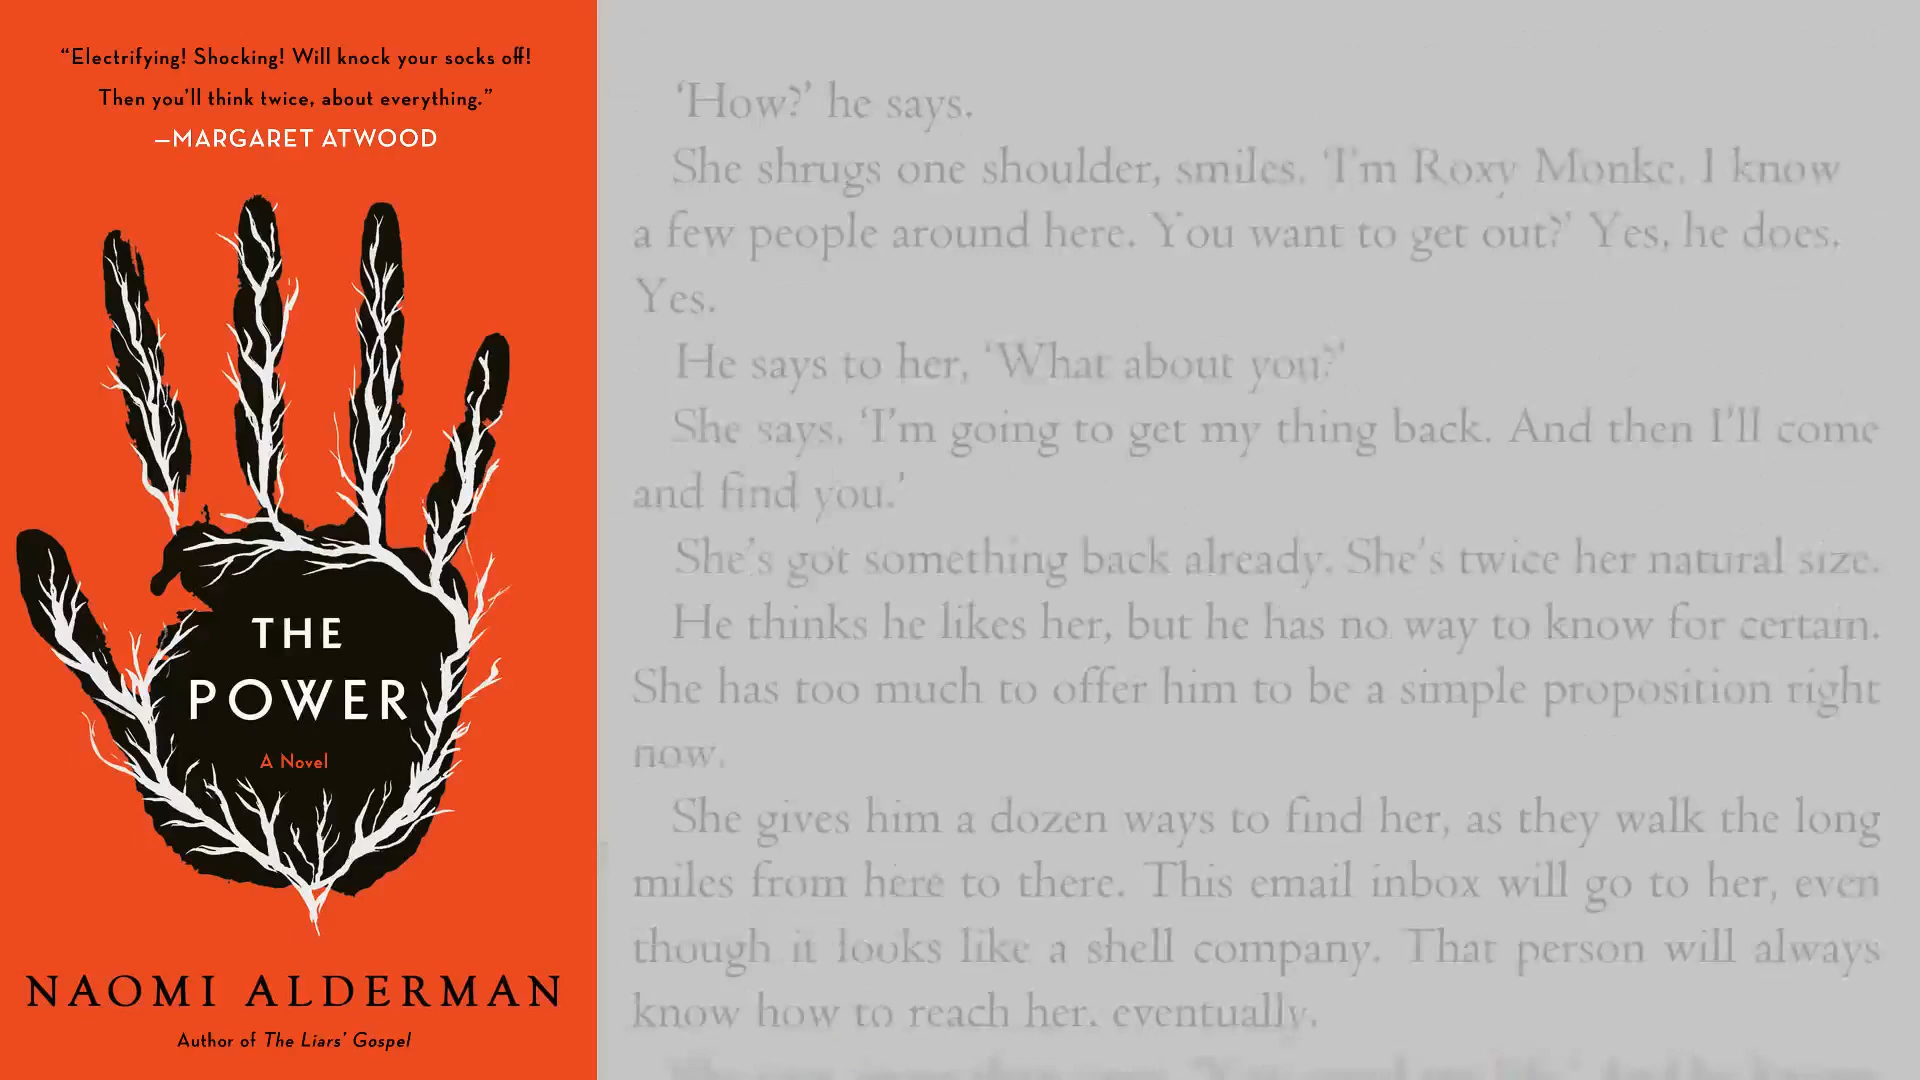 “Electrifying! Shocking! Will knock your socks off!
Then you’ll think twice, about everything.”
—MARGARET ATWOOD
THE
POWER
A Novel
NAOMI ALDERMAN
Author of The Liars’ Gospel
‘How?’ he says.
She shrugs one shoulder, smiles. ‘I’m Roxy Monke. I know
a few people around here. You want to get out?’ Yes, he does.
Yes.
He says to her, ‘What about you?’
She says, ‘I’m going to get my thing back. And then I’ll come
and find you.’
She’s got something back already. She’s twice her natural size.
He thinks he likes her, but he has no way to know for certain.
She has too much to offer him to be a simple proposition right
now.
She gives him a dozen ways to find her, as they walk the long
miles from here to there. This email inbox will go to her, even
though it looks like a shell company. That person will always
know how to reach her, eventually.